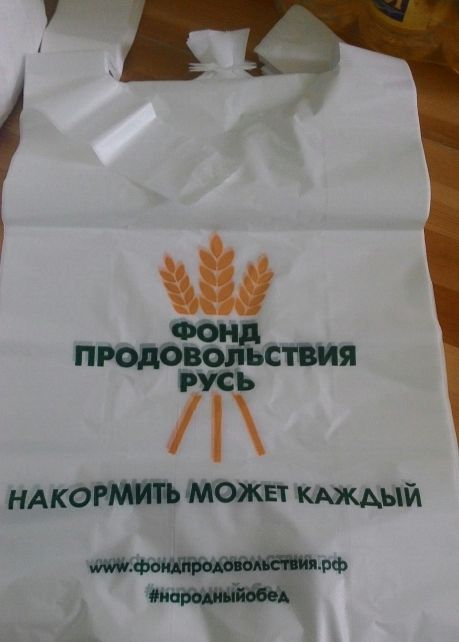 ФОНД
ПРОДОВОЛЬСТВИЯ
РУСЬ
НАКОРМИТЬ МОЖЕТ КАЖДЫЙ
www.фондпродовольствия.рф
#народныйобед